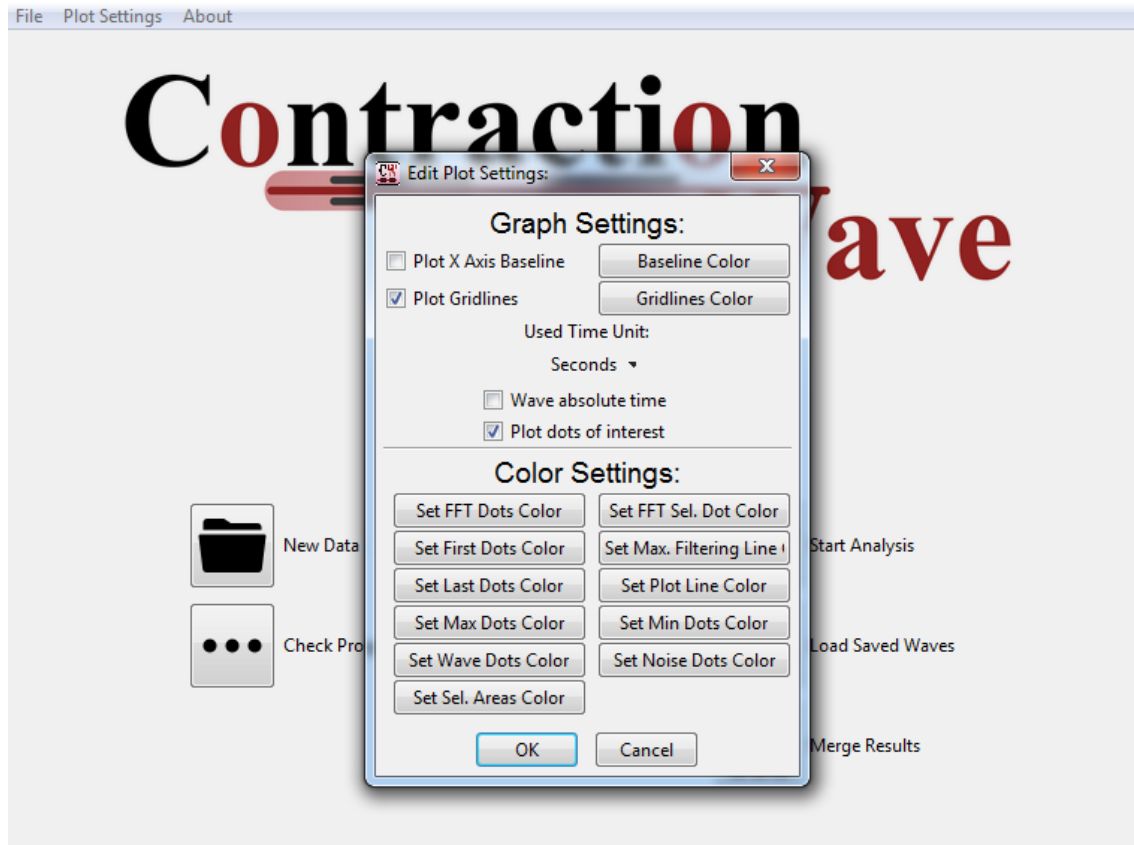 File Plot Settings About
Contraction
Edit Plot Settings:
ave
Graph Settings:
Plot X Axis Baseline Baseline Color
Plot Gridlines Gridlines Color
Used Time Unit:
Seconds
Wave absolute time
Plot dots of interest
Color Settings:
Set FFT Dots Color Set FFT Sel. Dot Color
New Data Set First Dots Color Set Max. Filtering Line Start Analysis
Set Last Dots Color Set Plot Line Color
Set Max Dots Color Set Min Dots Color
Check Pro Set Wave Dots Color Set Noise Dots Color Load Saved Waves
Set Sel. Areas Color
OK Cancel Merge Results